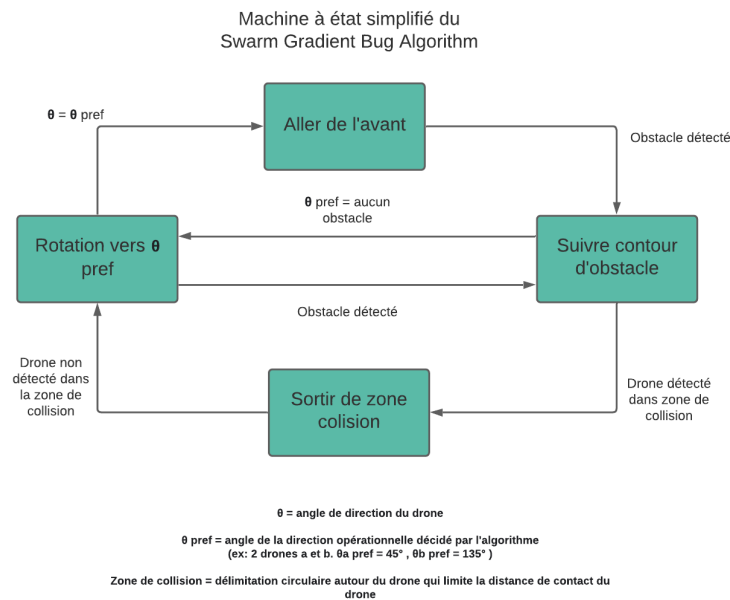 Machine à état simplifié du
Swarm Gradient Bug Algorithm
θ = θ pref
Aller de l'avant
Obstacle détecté
θ pref = aucun
obstacle
Rotation vers θ
pref
Suivre contour
d'obstacle
Obstacle détecté
Drone non
détecté dans
la zone de
collision
Sortir de zone
colision
Drone détecté
dans zone de
collision
θ = angle de direction du drone
θ pref = angle de la direction opérationnelle décidé par l'algorithme
(ex: 2 drones a et b. θa pref = 45° , θb pref = 135° )
Zone de collision = délimitation circulaire autour du drone qui limite la distance de contact du
drone